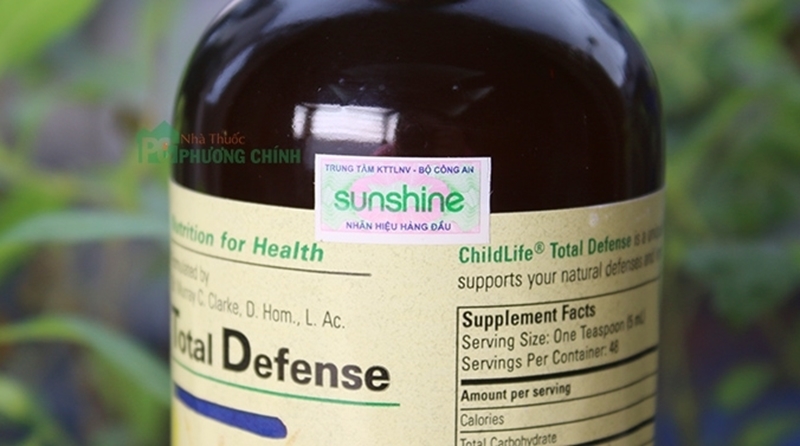 Nhà Thuốc
PHƯƠNG CHÍNH
TRUNG TÂM KTTLNV - BỘ CÔNG AN
sunshine
NHÃN HIỆU HÀNG ĐẦU
Nutrition for Health
by
Murray C. Clarke, D. Hom., L. Ac.
Total Defense
ChildLife® Total Defense is a
supports your natural defenses and
Supplement Facts
Serving Size: One Teaspoon (5 mL)
Servings Per Container: 48
Amount per serving
Calories
Total Carbohydrate